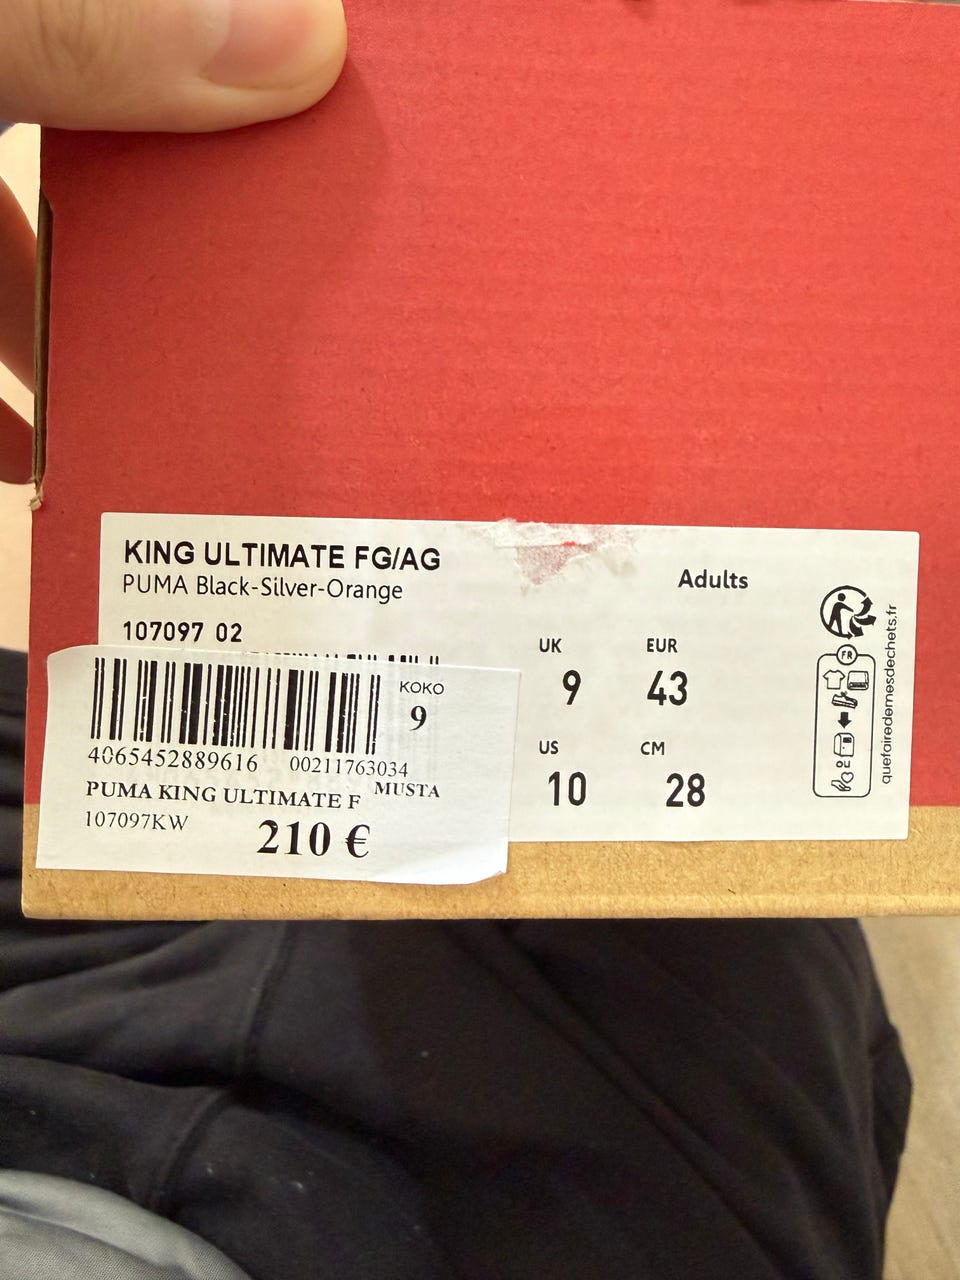 KING ULTIMATE FG/AG
PUMA Black-Silver-Orange
107097 02
Adults
UK
EUR
9
43
US
CM
10
28
FR
quefairedemesdechets.fr
KOKO
9
4065452889616 00211763034
PUMA KING ULTIMATE F MUSTA
107097KW
210 €